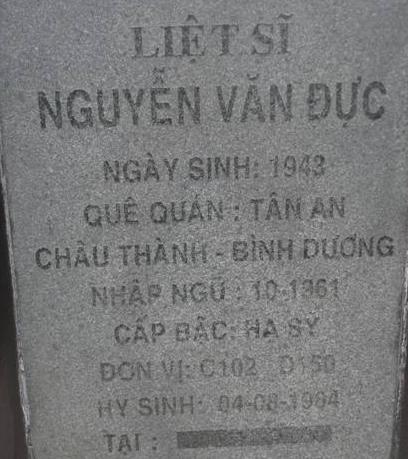 LIỆT SĨ
NGUYỄN VĂN ĐỰC
NGÀY SINH: 1943
QUÊ QUÁN : TÂN AN
CHÂU THÀNH - BÌNH DƯƠNG
NHẬP NGŨ : 10-1961
CẤP BẬC: HẠ SỸ
ĐƠN VỊ: C102 D150
HY SINH: 04-08-1964
TẠI :